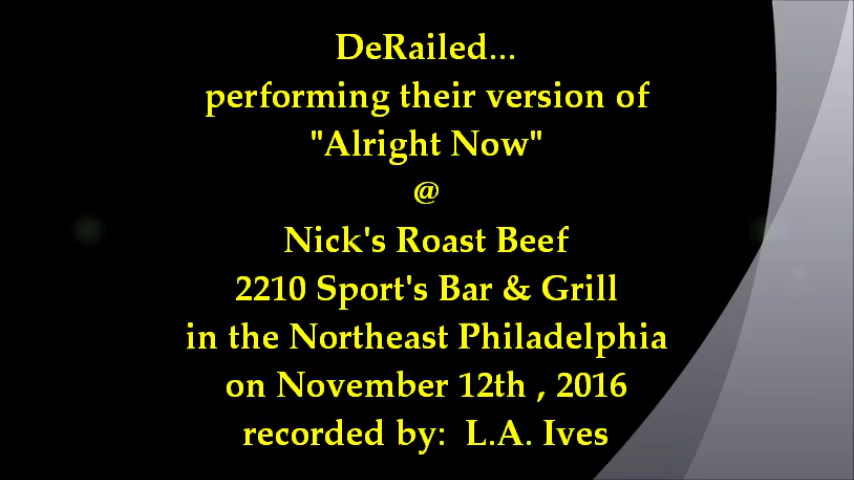 DeRailed...
performing their version of
"Alright Now"
@
Nick's Roast Beef
2210 Sport's Bar & Grill
in the Northeast Philadelphia
on November 12th , 2016
recorded by:  L.A. Ives